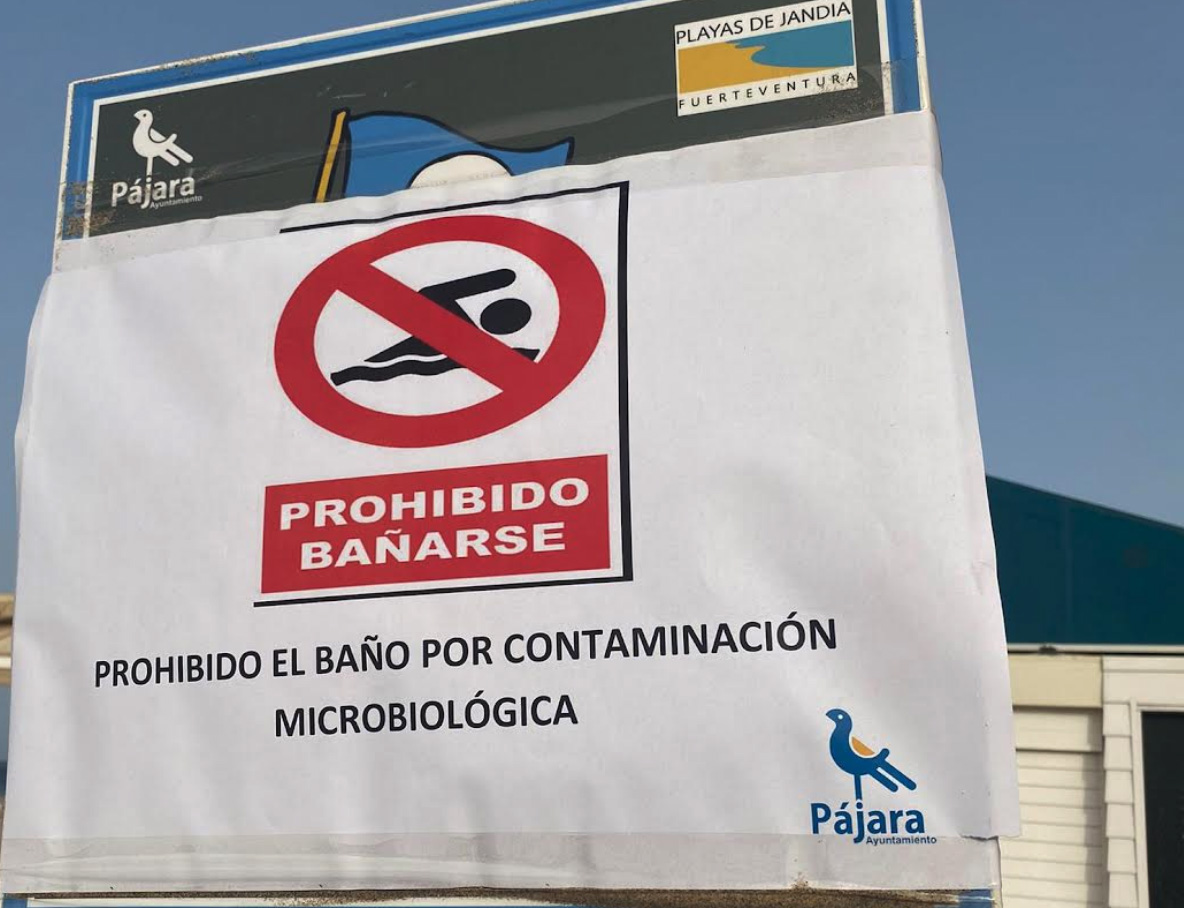 PLAYAS DE JANDIA
FUERTEVENTURA
Pájara
Ayuntamiento
PROHIBIDO
BAÑARSE
PROHIBIDO EL BAÑO POR CONTAMINACIÓN
MICROBIOLÓGICA
Pájara
Ayuntamiento